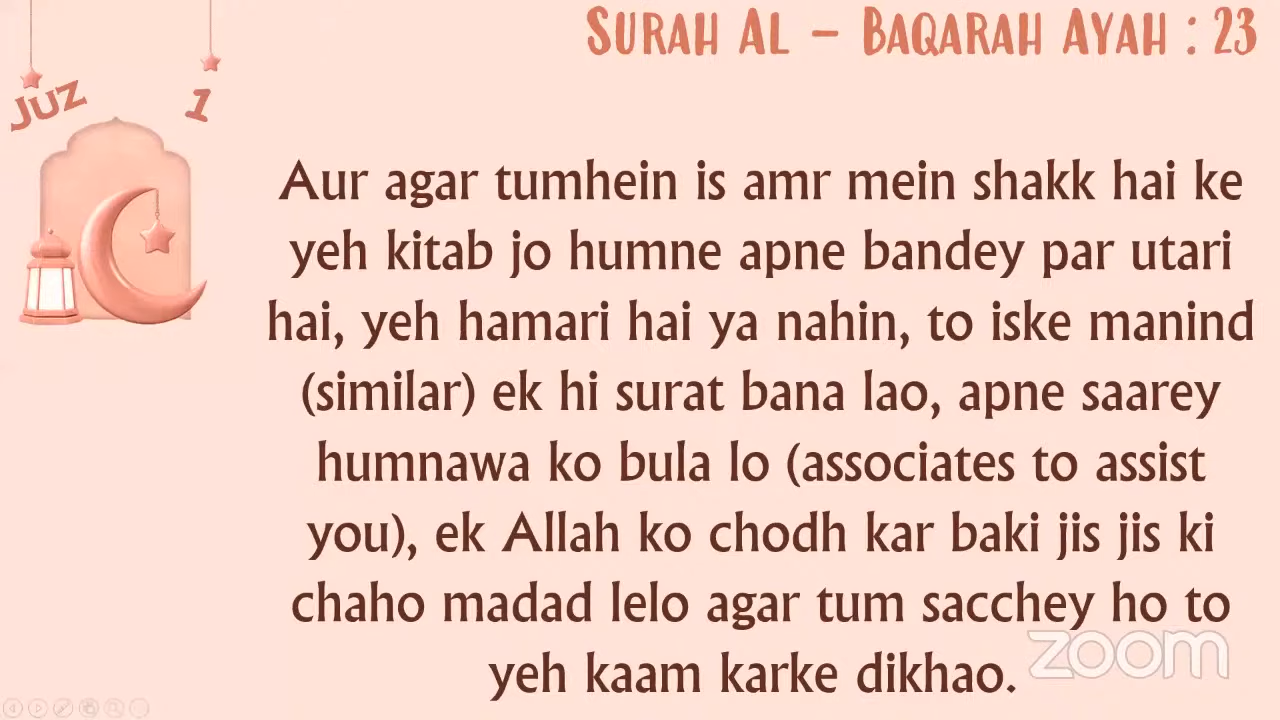 SURAH AL – BAQARAH AYAH : 23
JUZ 1
Aur agar tumhein is amr mein shakk hai ke
yeh kitab jo humne apne bandey par utari
hai, yeh hamari hai ya nahin, to iske manind
(similar) ek hi surat bana lao, apne saarey
humnawa ko bula lo (associates to assist
you), ek Allah ko chodh kar baki jis jis ki
chaho madad lelo agar tum sacchey ho to
yeh kaam karke dikhao.
zoom